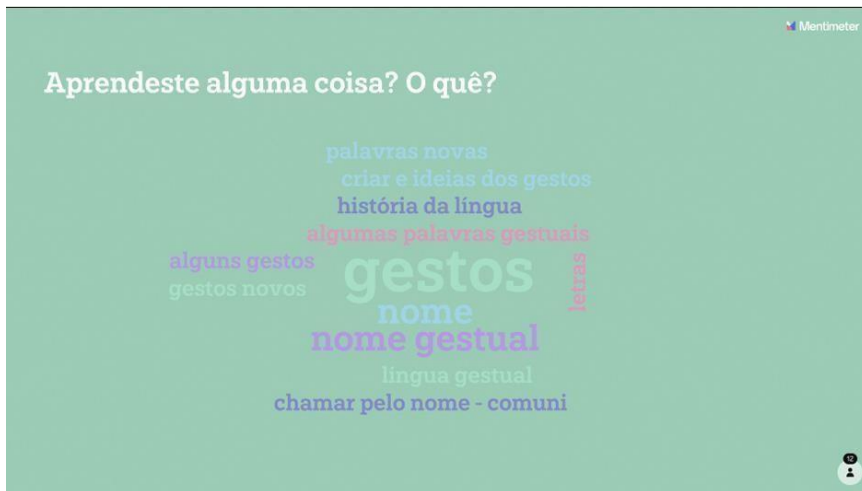 Mentimeter
Aprendeste alguma coisa? O quê?
palavras novas
criar e ideias dos gestos
história da língua
algumas palavras gestuais
alguns gestos
gestos
letras
gestos novos
nome
nome gestual
língua gestual
chamar pelo nome - comuni
12